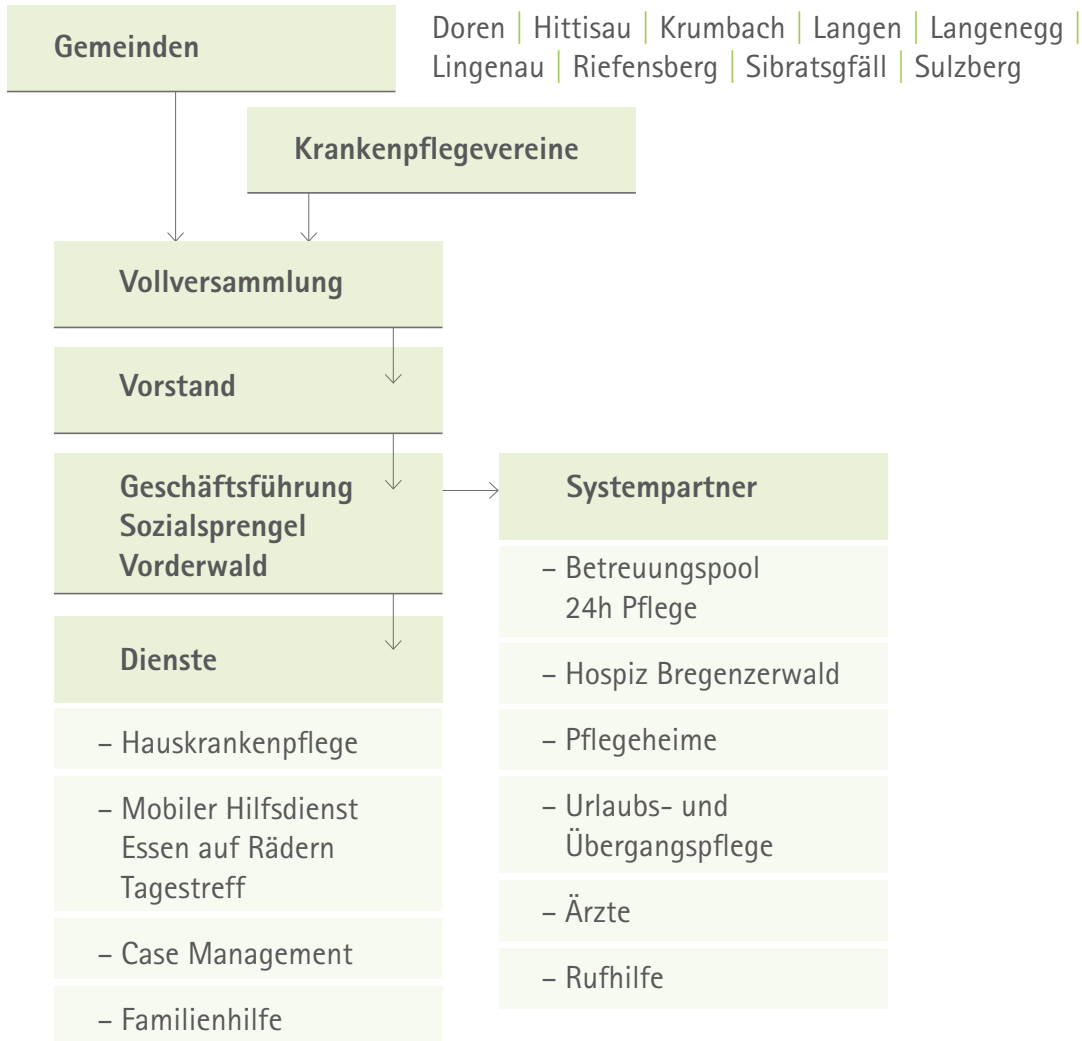 Gemeinden
Doren | Hittisau | Krumbach | Langen | Langenegg |
Lingenau | Riefensberg | Sibratsgfäll | Sulzberg
Krankenpflegevereine
Vollversammlung
Vorstand
Geschäftsführung
Sozialsprengel
Vorderwald
Dienste
– Hauskrankenpflege
– Mobiler Hilfsdienst
Essen auf Rädern
Tagestreff
– Case Management
– Familienhilfe
Systempartner
– Betreuungspool
24h Pflege
– Hospiz Bregenzerwald
– Pflegeheime
– Urlaubs- und
Übergangspflege
– Ärzte
– Rufhilfe